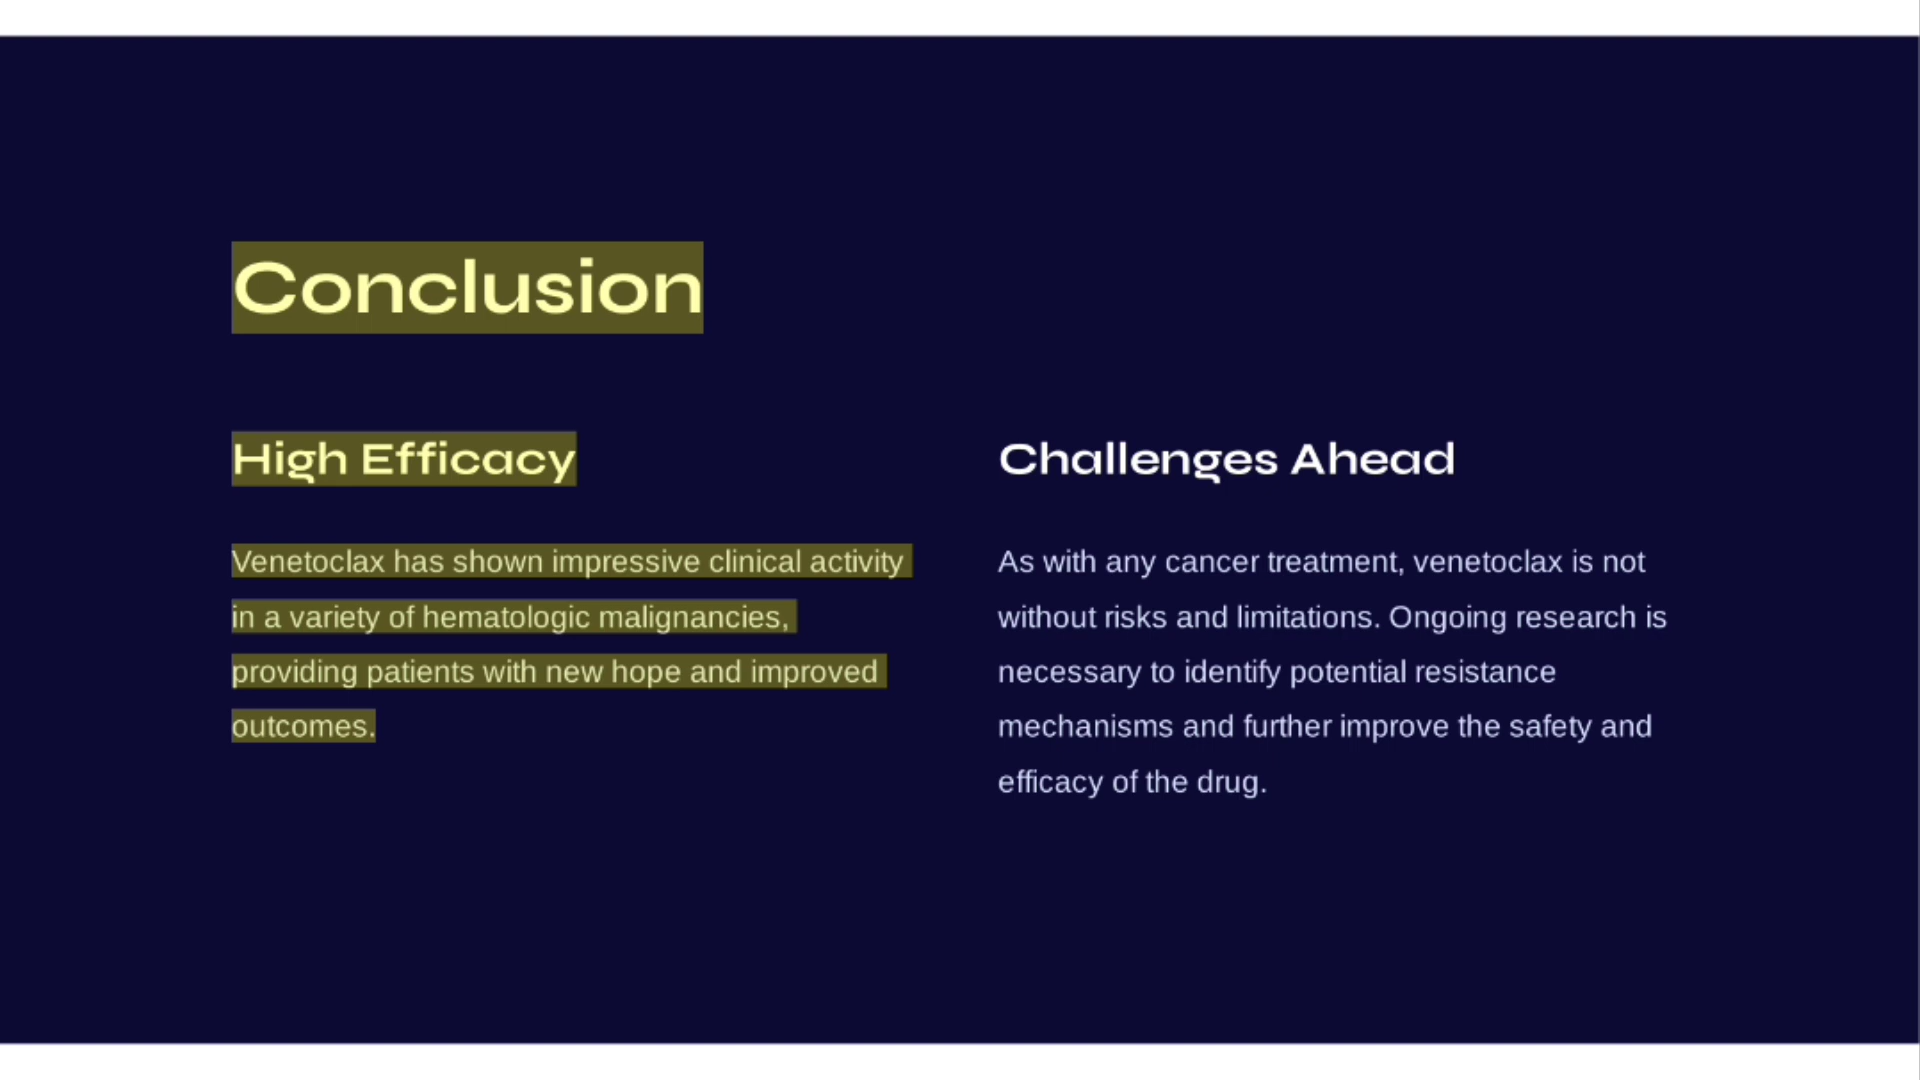 Conclusion
High Efficacy
Venetoclax has shown impressive clinical activity
in a variety of hematologic malignancies,
providing patients with new hope and improved
outcomes.
Challenges Ahead
As with any cancer treatment, venetoclax is not
without risks and limitations. Ongoing research is
necessary to identify potential resistance
mechanisms and further improve the safety and
efficacy of the drug.